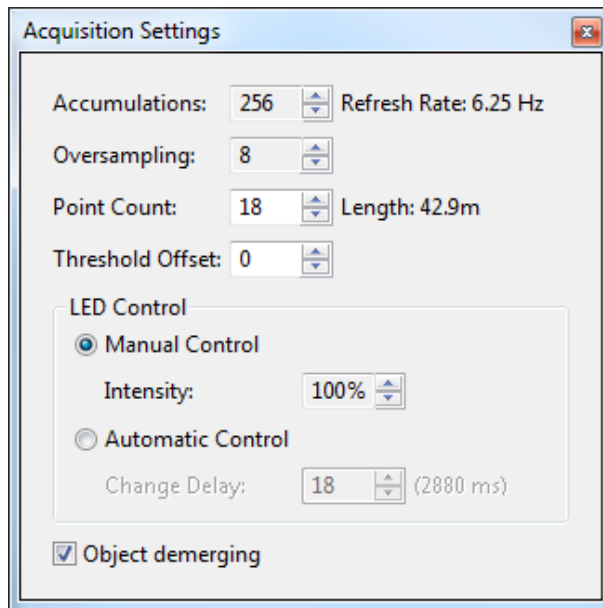 Acquisition Settings
Accumulations: 256 Refresh Rate: 6.25 Hz
Oversampling: 8
Point Count: 18 Length: 42.9m
Threshold Offset: 0
LED Control
Manual Control
Intensity: 100%
Automatic Control
Change Delay: 18 (2880 ms)
Object demerging